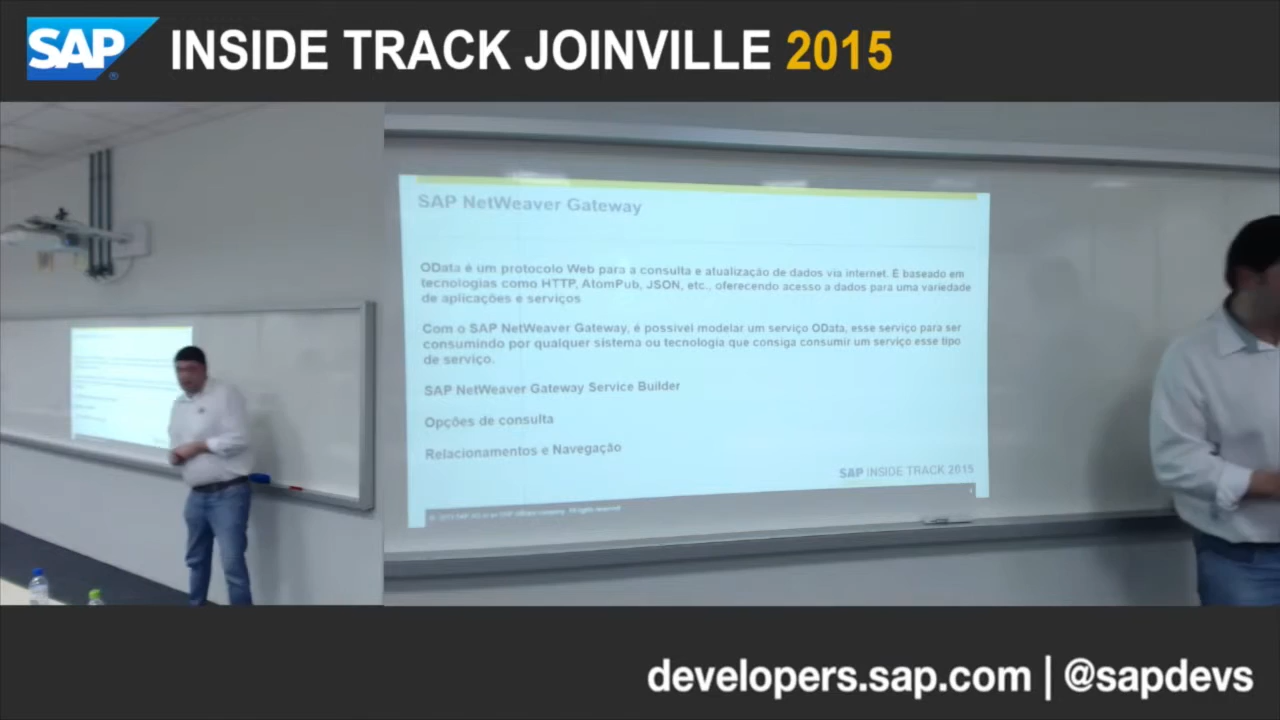 SAP
INSIDE TRACK JOINVILLE 2015
SAP NetWeaver Gateway
OData é um protocolo Web para a consulta e atualização de dados via internet. É baseado em
tecnologias como HTTP, AtomPub, JSON, etc., oferecendo acesso a dados para uma variedade
de aplicações e serviços
Com o SAP NetWeaver Gateway, é possível modelar um serviço OData, esse serviço para ser
consumindo por qualquer sistema ou tecnologia que consiga consumir um serviço esse tipo
de serviço.
SAP NetWeaver Gateway Service Builder
Opções de consulta
Relacionamentos e Navegação
SAP INSIDE TRACK 2015
All rights reserved
developers.sap.com | @sapdevs